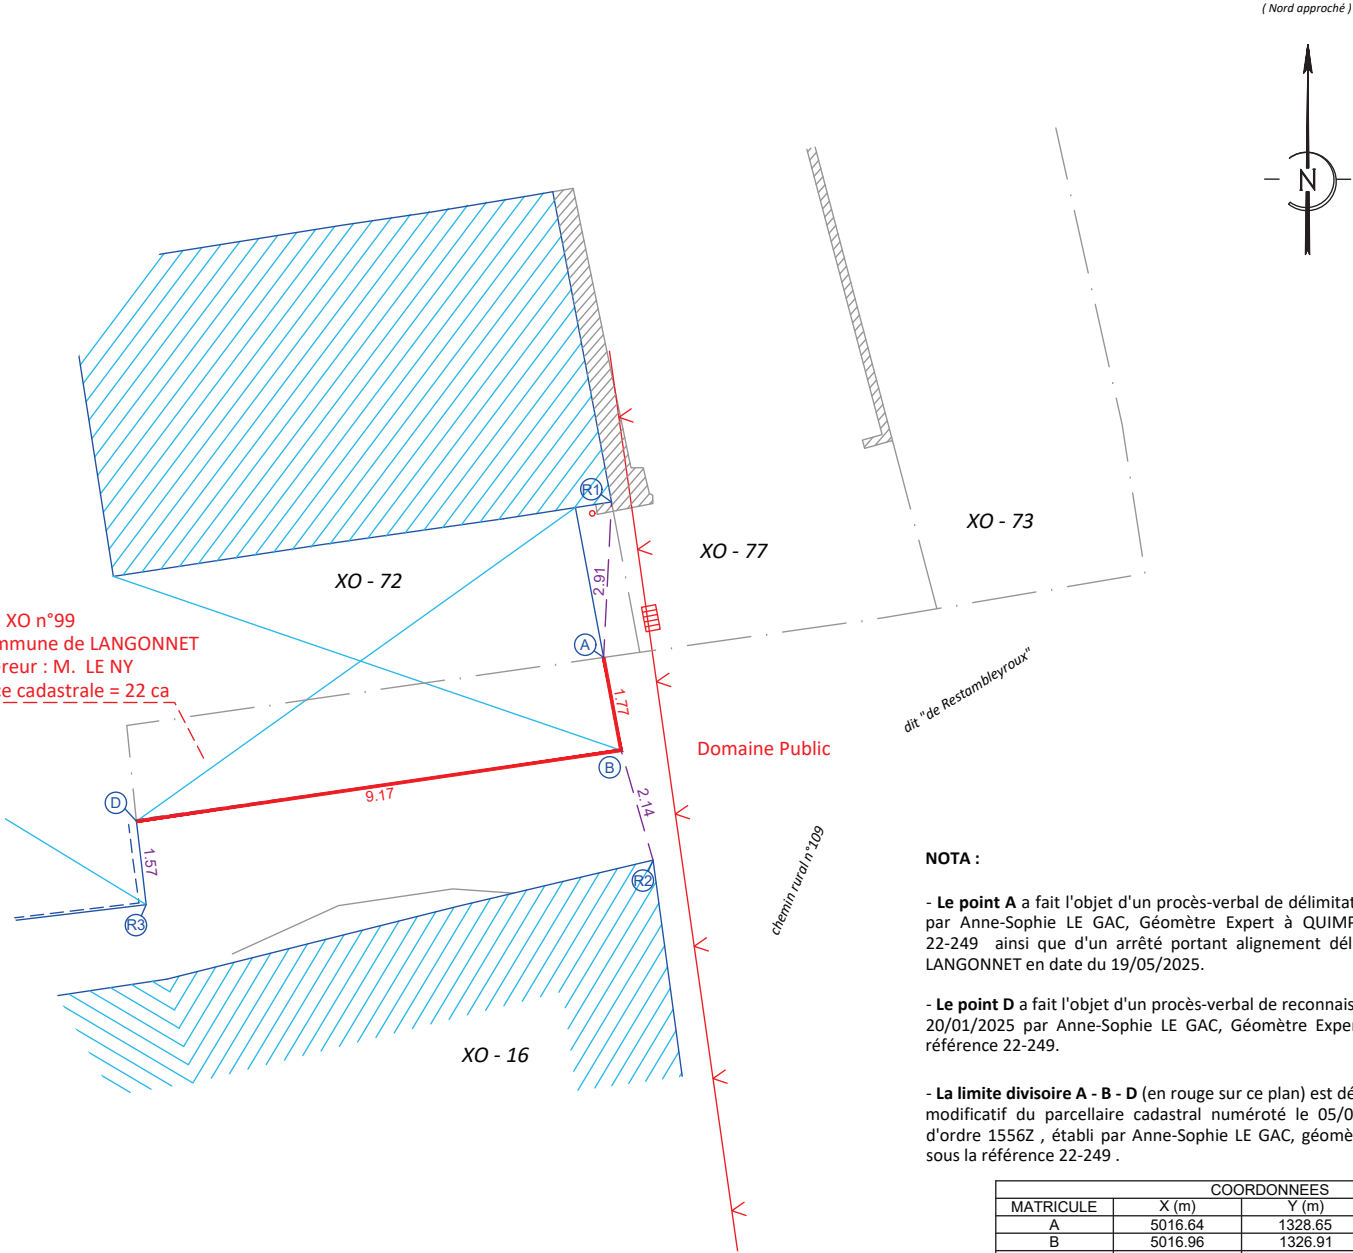 ( Nord approché )
N
R1
XO - 73
XO - 77
XO - 72
2.91
XO n°99
mmune de LANGONNET
reur : M. LE NY
ce cadastrale = 22 ca
A
1.77
dit "de Restambleyroux"
Domaine Public
B
9.17
2.14
D
1.57
chemin rural n°109
R2
R3
XO - 16
NOTA :
- Le point A a fait l'objet d'un procès-verbal de délimitat
par Anne-Sophie LE GAC, Géomètre Expert à QUIMP
22-249 ainsi que d'un arrêté portant alignement dél
LANGONNET en date du 19/05/2025.
- Le point D a fait l'objet d'un procès-verbal de reconnais
20/01/2025 par Anne-Sophie LE GAC, Géomètre Exper
référence 22-249.
- La limite divisoire A - B - D (en rouge sur ce plan) est dé
modificatif du parcellaire cadastral numéroté le 05/0
d'ordre 1556Z , établi par Anne-Sophie LE GAC, géomè
sous la référence 22-249 .
COORDONNEES
MATRICULE X (m) Y (m)
A 5016.64 1328.65
B 5016.96 1326.91